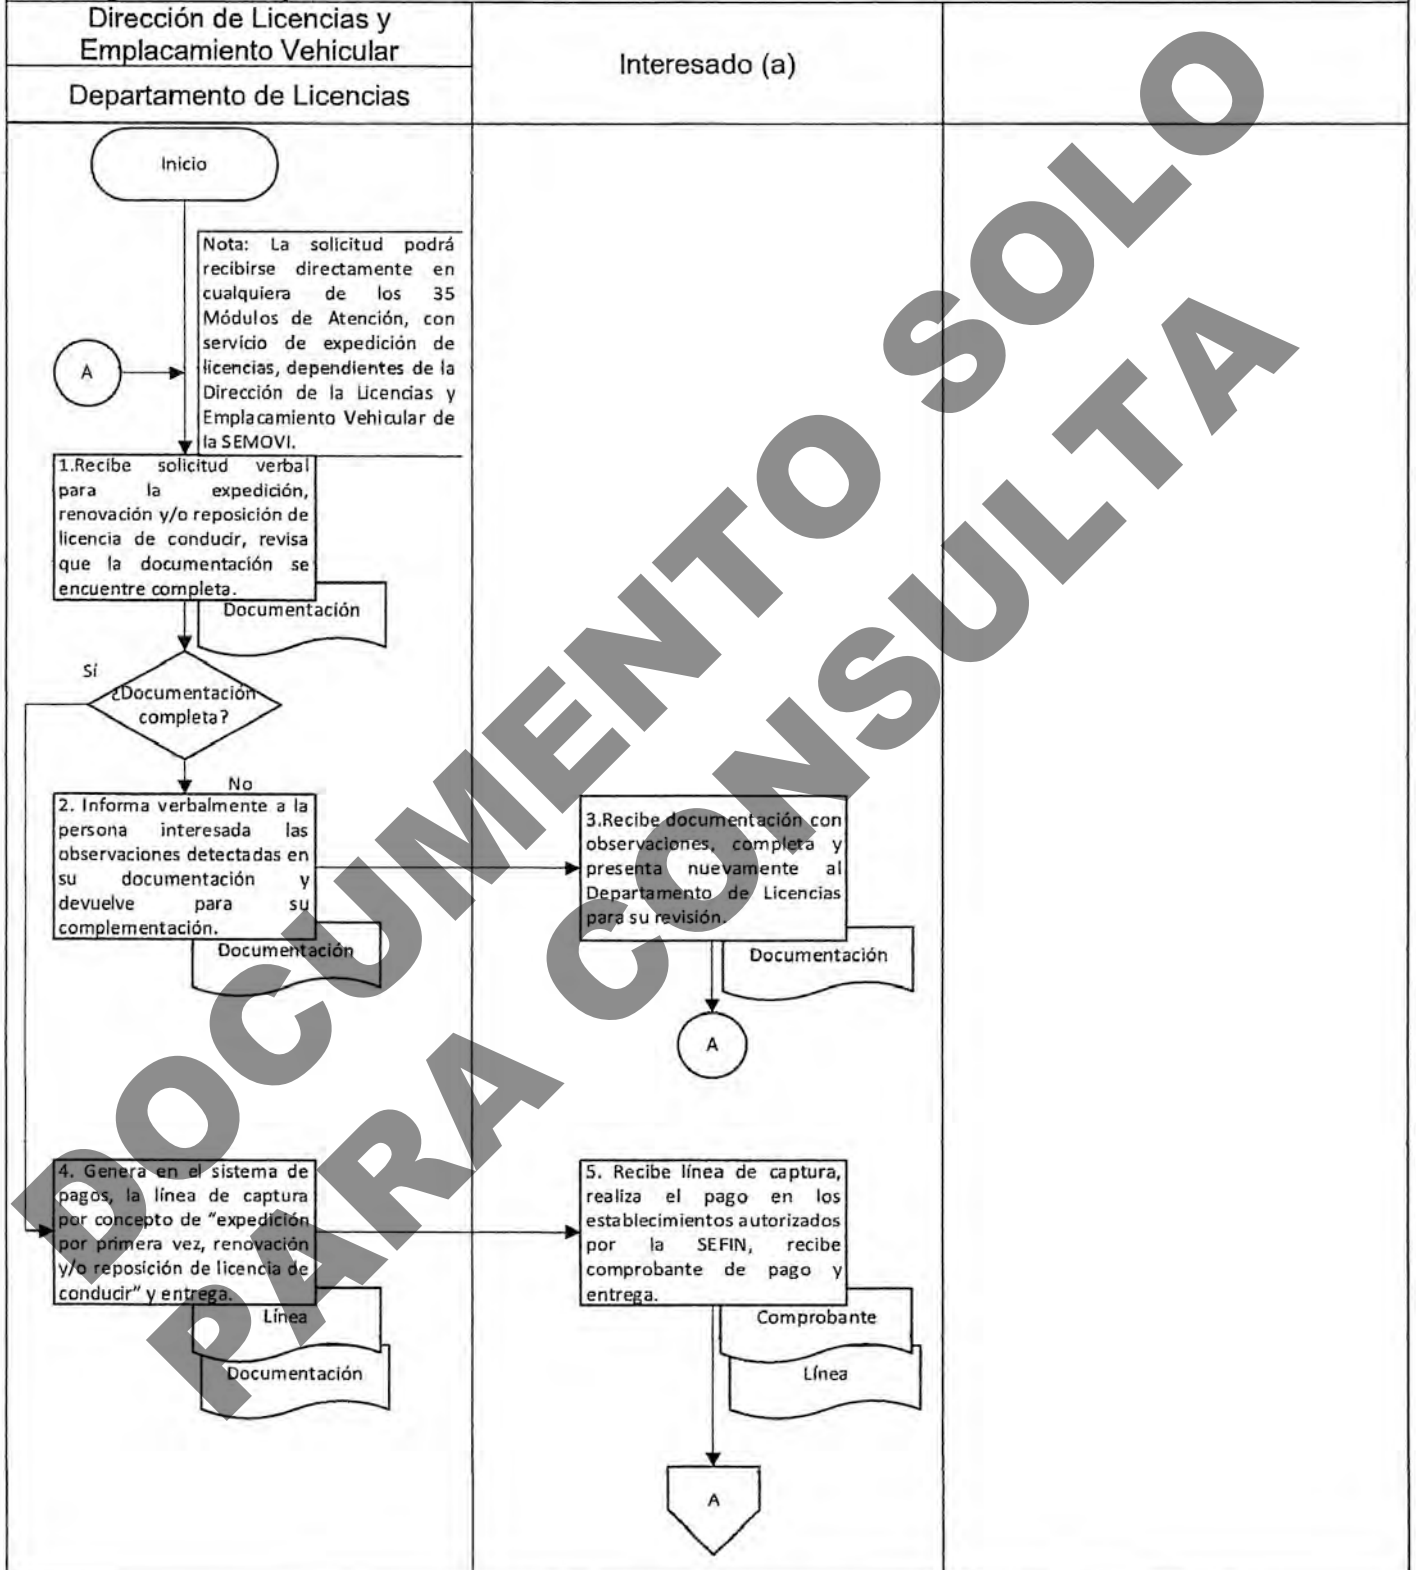 Dirección de Licencias y
Emplacamiento Vehicular
Departamento de Licencias
Interesado (a)
Inicio
Nota: La solicitud podrá
recibirse directamente en
cualquiera de los 35
Módulos de Atención, con
servicio de expedición de
licencias, dependientes de la
Dirección de la Licencias y
Emplacamiento Vehicular de
la SEMOVI.
A
1.Recibe solicitud verbal
para la expedición,
renovación y/o reposición de
licencia de conducir, revisa
que la documentación se
encuentre completa.
Documentación
Sí
¿Documentación
completa?
No
2. Informa verbalmente a la
persona interesada las
observaciones detectadas en
su documentación y
devuelve para su
complementación.
Documentación
3.Recibe documentación con
observaciones, completa y
presenta nuevamente al
Departamento de Licencias
para su revisión.
Documentación
A
4. Genera en el sistema de
pagos, la línea de captura
por concepto de "expedición
por primera vez, renovación
y/o reposición de licencia de
conducir" y entrega.
Línea
Documentación
5. Recibe línea de captura,
realiza el pago en los
establecimientos autorizados
por la SEFIN, recibe
comprobante de pago y
entrega.
Comprobante
Línea
A
DOCUMENTO SOLO
PARA CONSULTA